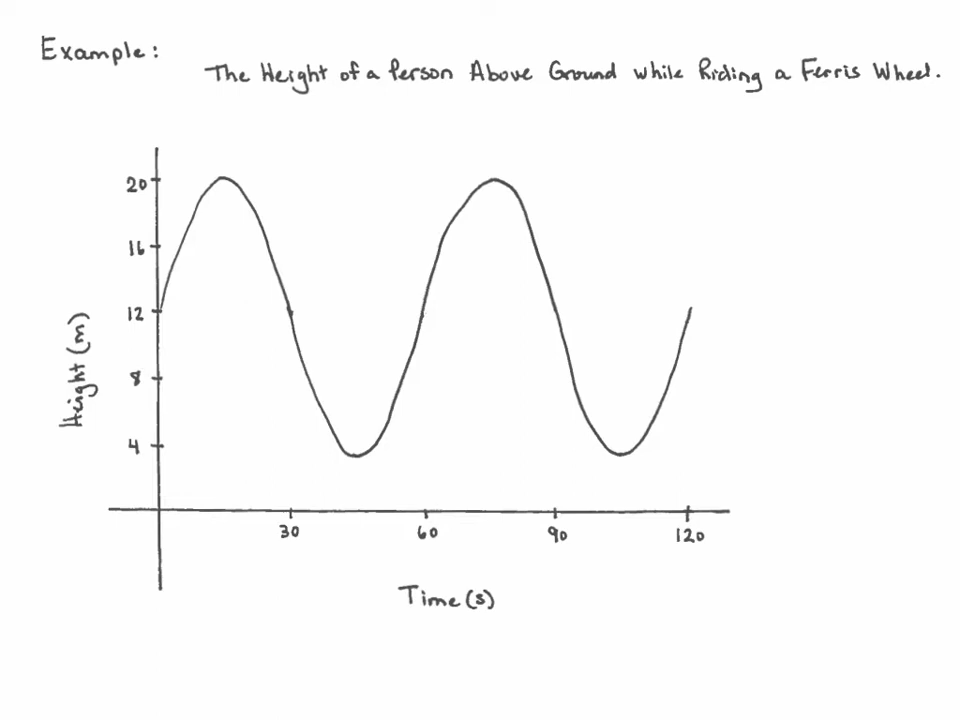 Example:
The Height of a Person Above Ground while Riding a Ferris Wheel.
20
16
12
8
4
Height (m)
30 60 90 120
Time (s)